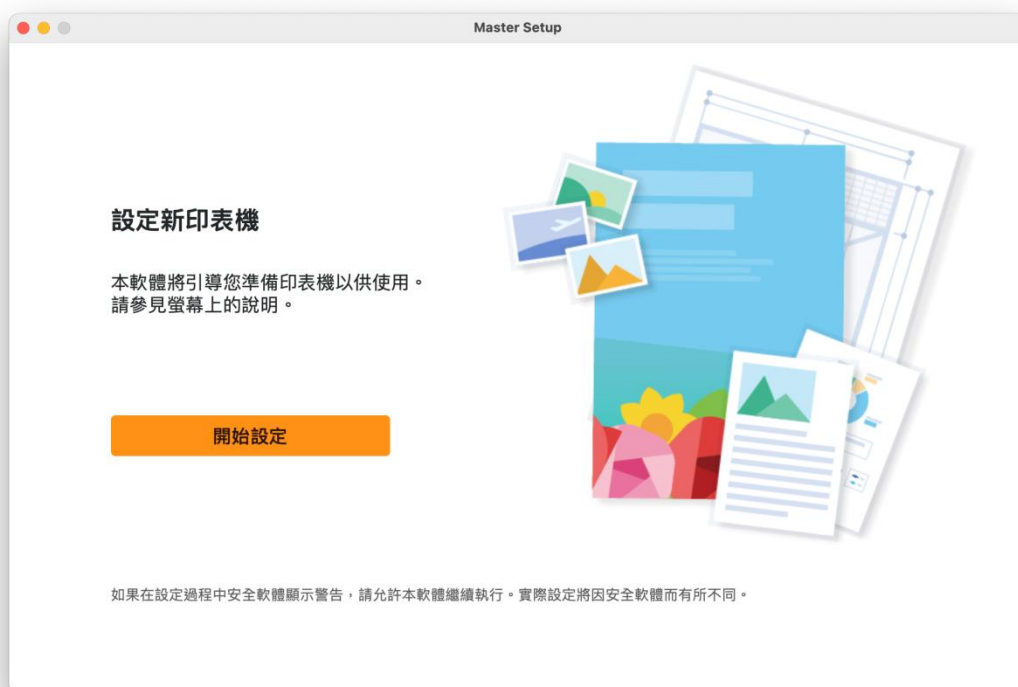 Master Setup
設定新印表機
本軟體將引導您準備印表機以供使用。
請參見螢幕上的說明。
開始設定
如果在設定過程中安全軟體顯示警告，請允許本軟體繼續執行。實際設定將因安全軟體而有所不同。